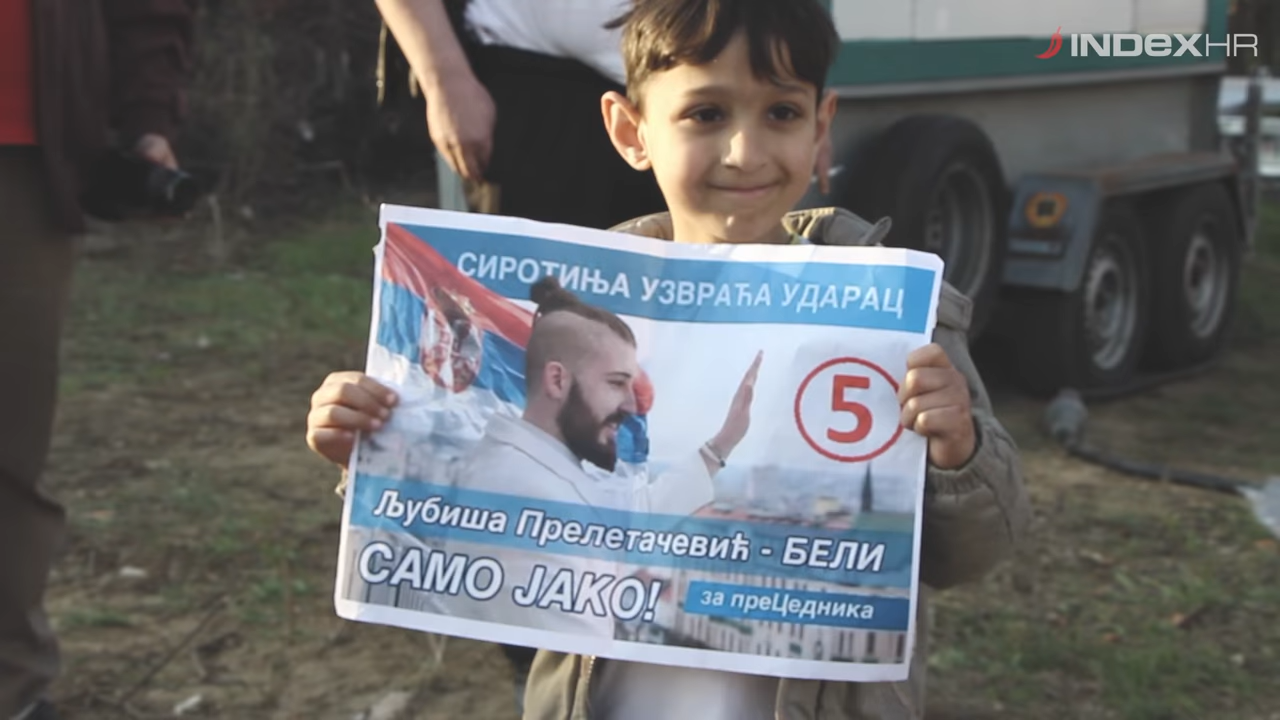 INDEXHR
СИРОТИЊА УЗВРАЋА УДАРАЦ
5
Љубиша Прелетачевић - БЕЛИ
САМО ЈАКО!
за преЦедника